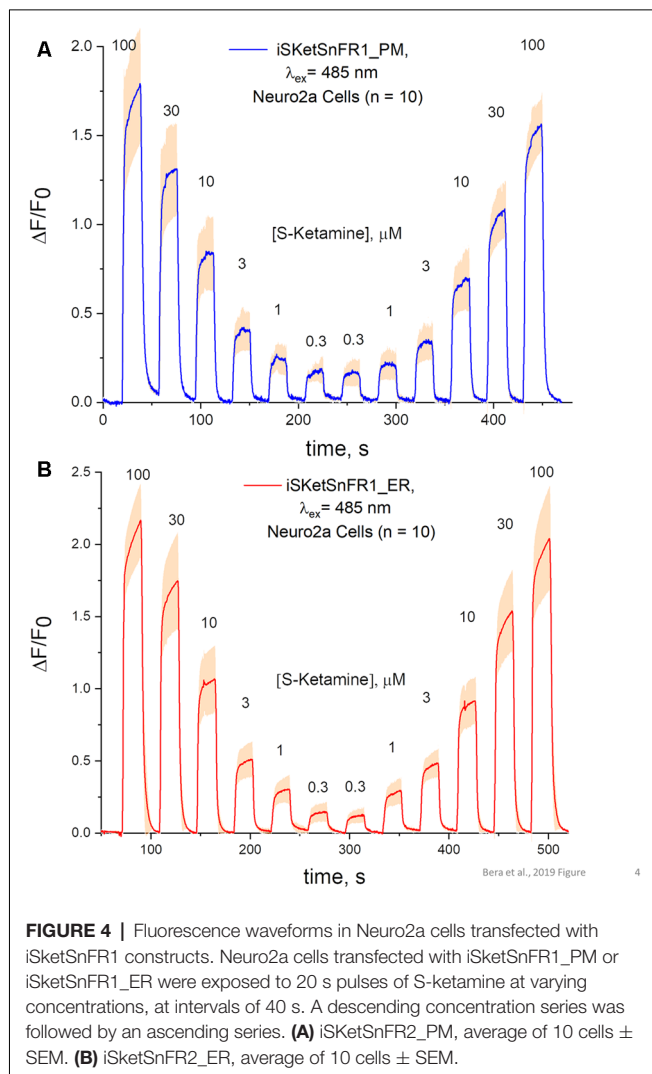 A
iSKetSnFR1_PM,
λex= 485 nm
Neuro2a Cells (n = 10)
100
30
10
3
1
0.3
0.3
1
3
10
30
100
[S-Ketamine], μM
ΔF/F0
2.0
1.5
1.0
0.5
0.0
0 100 200 300 400
time, s
B
iSKetSnFR1_ER,
λex= 485 nm
Neuro2a Cells (n = 10)
100
30
10
3
1
0.3
0.3
1
3
10
30
100
[S-Ketamine], μM
ΔF/F0
2.5
2.0
1.5
1.0
0.5
0.0
100 200 300 400 500
time, s
Bera et al., 2019 Figure 4
FIGURE 4 | Fluorescence waveforms in Neuro2a cells transfected with
iSketSnFR1 constructs. Neuro2a cells transfected with iSketSnFR1_PM or
iSketSnFR1_ER were exposed to 20 s pulses of S-ketamine at varying
concentrations, at intervals of 40 s. A descending concentration series was
followed by an ascending series. (A) iSKetSnFR2_PM, average of 10 cells ±
SEM. (B) iSketSnFR2_ER, average of 10 cells ± SEM.